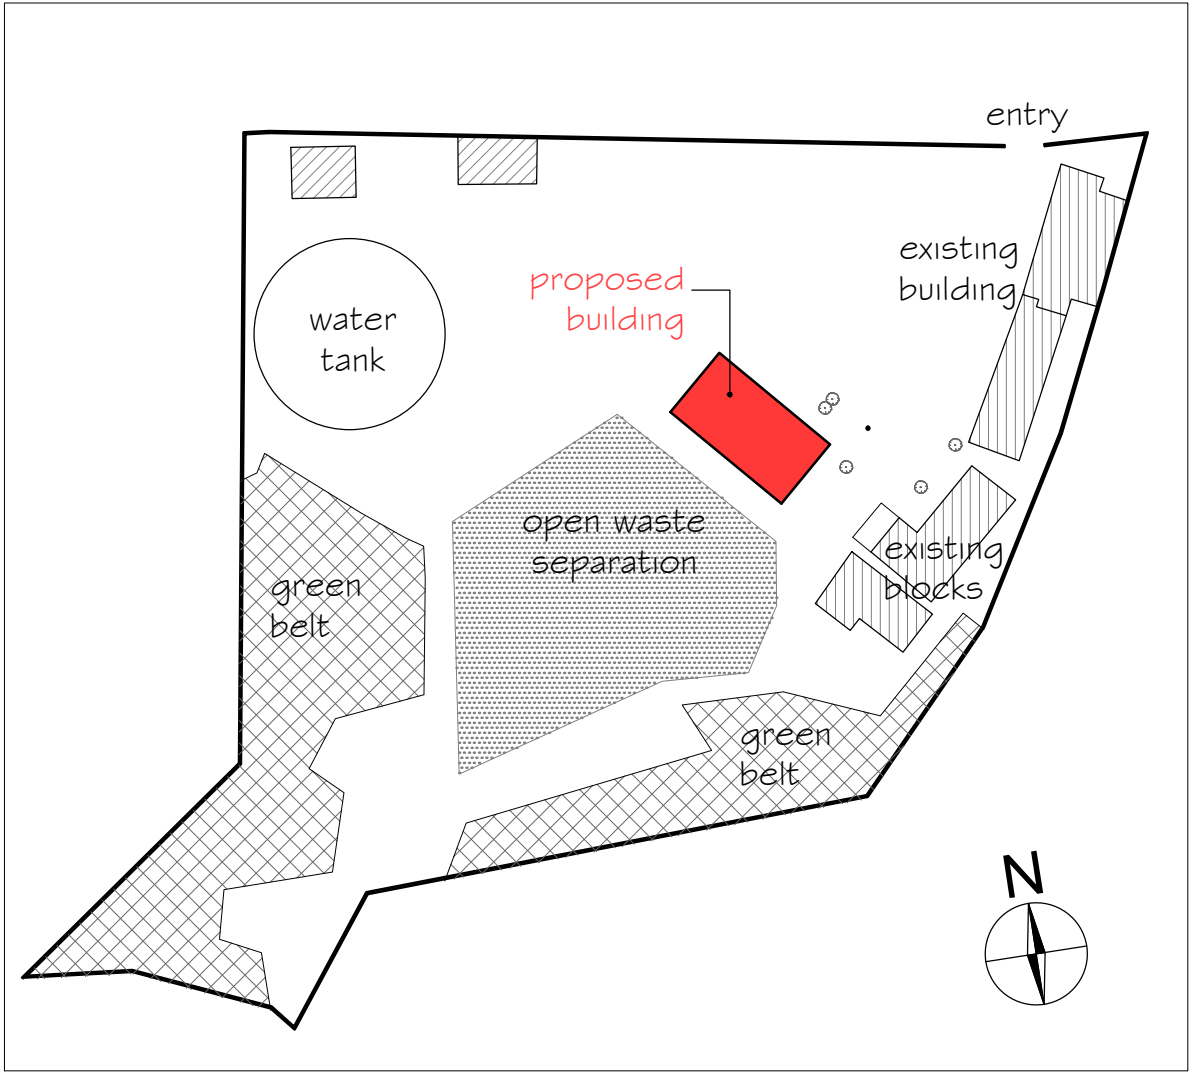 entry
existing
building
proposed
building
water
tank
open waste
separation
existing
blocks
green
belt
green
belt
N